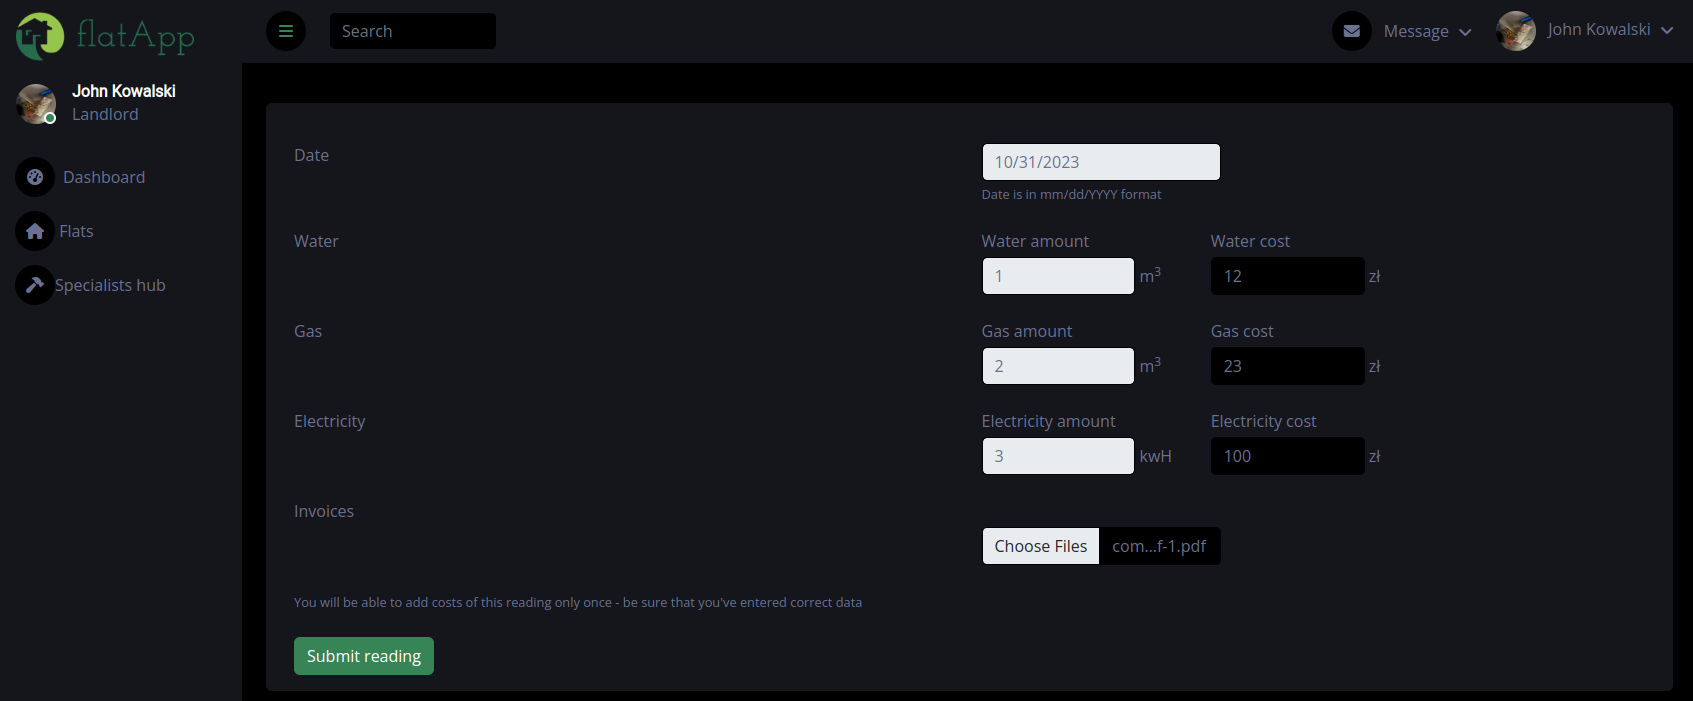 flatApp
Search
Message
John Kowalski
John Kowalski
Landlord
Dashboard
Flats
Specialists hub
Date
10/31/2023
Date is in mm/dd/YYYY format
Water
Water amount
Water cost
1 m³
12 zł
Gas
Gas amount
Gas cost
2 m³
23 zł
Electricity
Electricity amount
Electricity cost
3 kwH
100 zł
Invoices
Choose Files com...f-1.pdf
You will be able to add costs of this reading only once - be sure that you've entered correct data
Submit reading